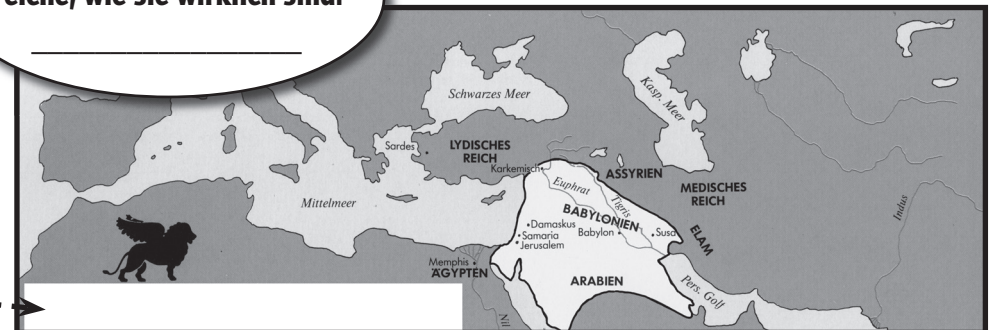 reiche, wie sie wirklich sind?
Schwarzes Meer
Kasp. Meer
Sardes
LYDISCHES
REICH
Karkemisch
ASSYRIEN
MEDISCHES
REICH
Euphrat
Tigris
Mittelmeer
BABYLONIEN
Damaskus
Samaria
Jerusalem
Babylon
Susa
ELAM
Indus
Memphis
ÄGYPTEN
ARABIEN
Pers. Golf
Nil